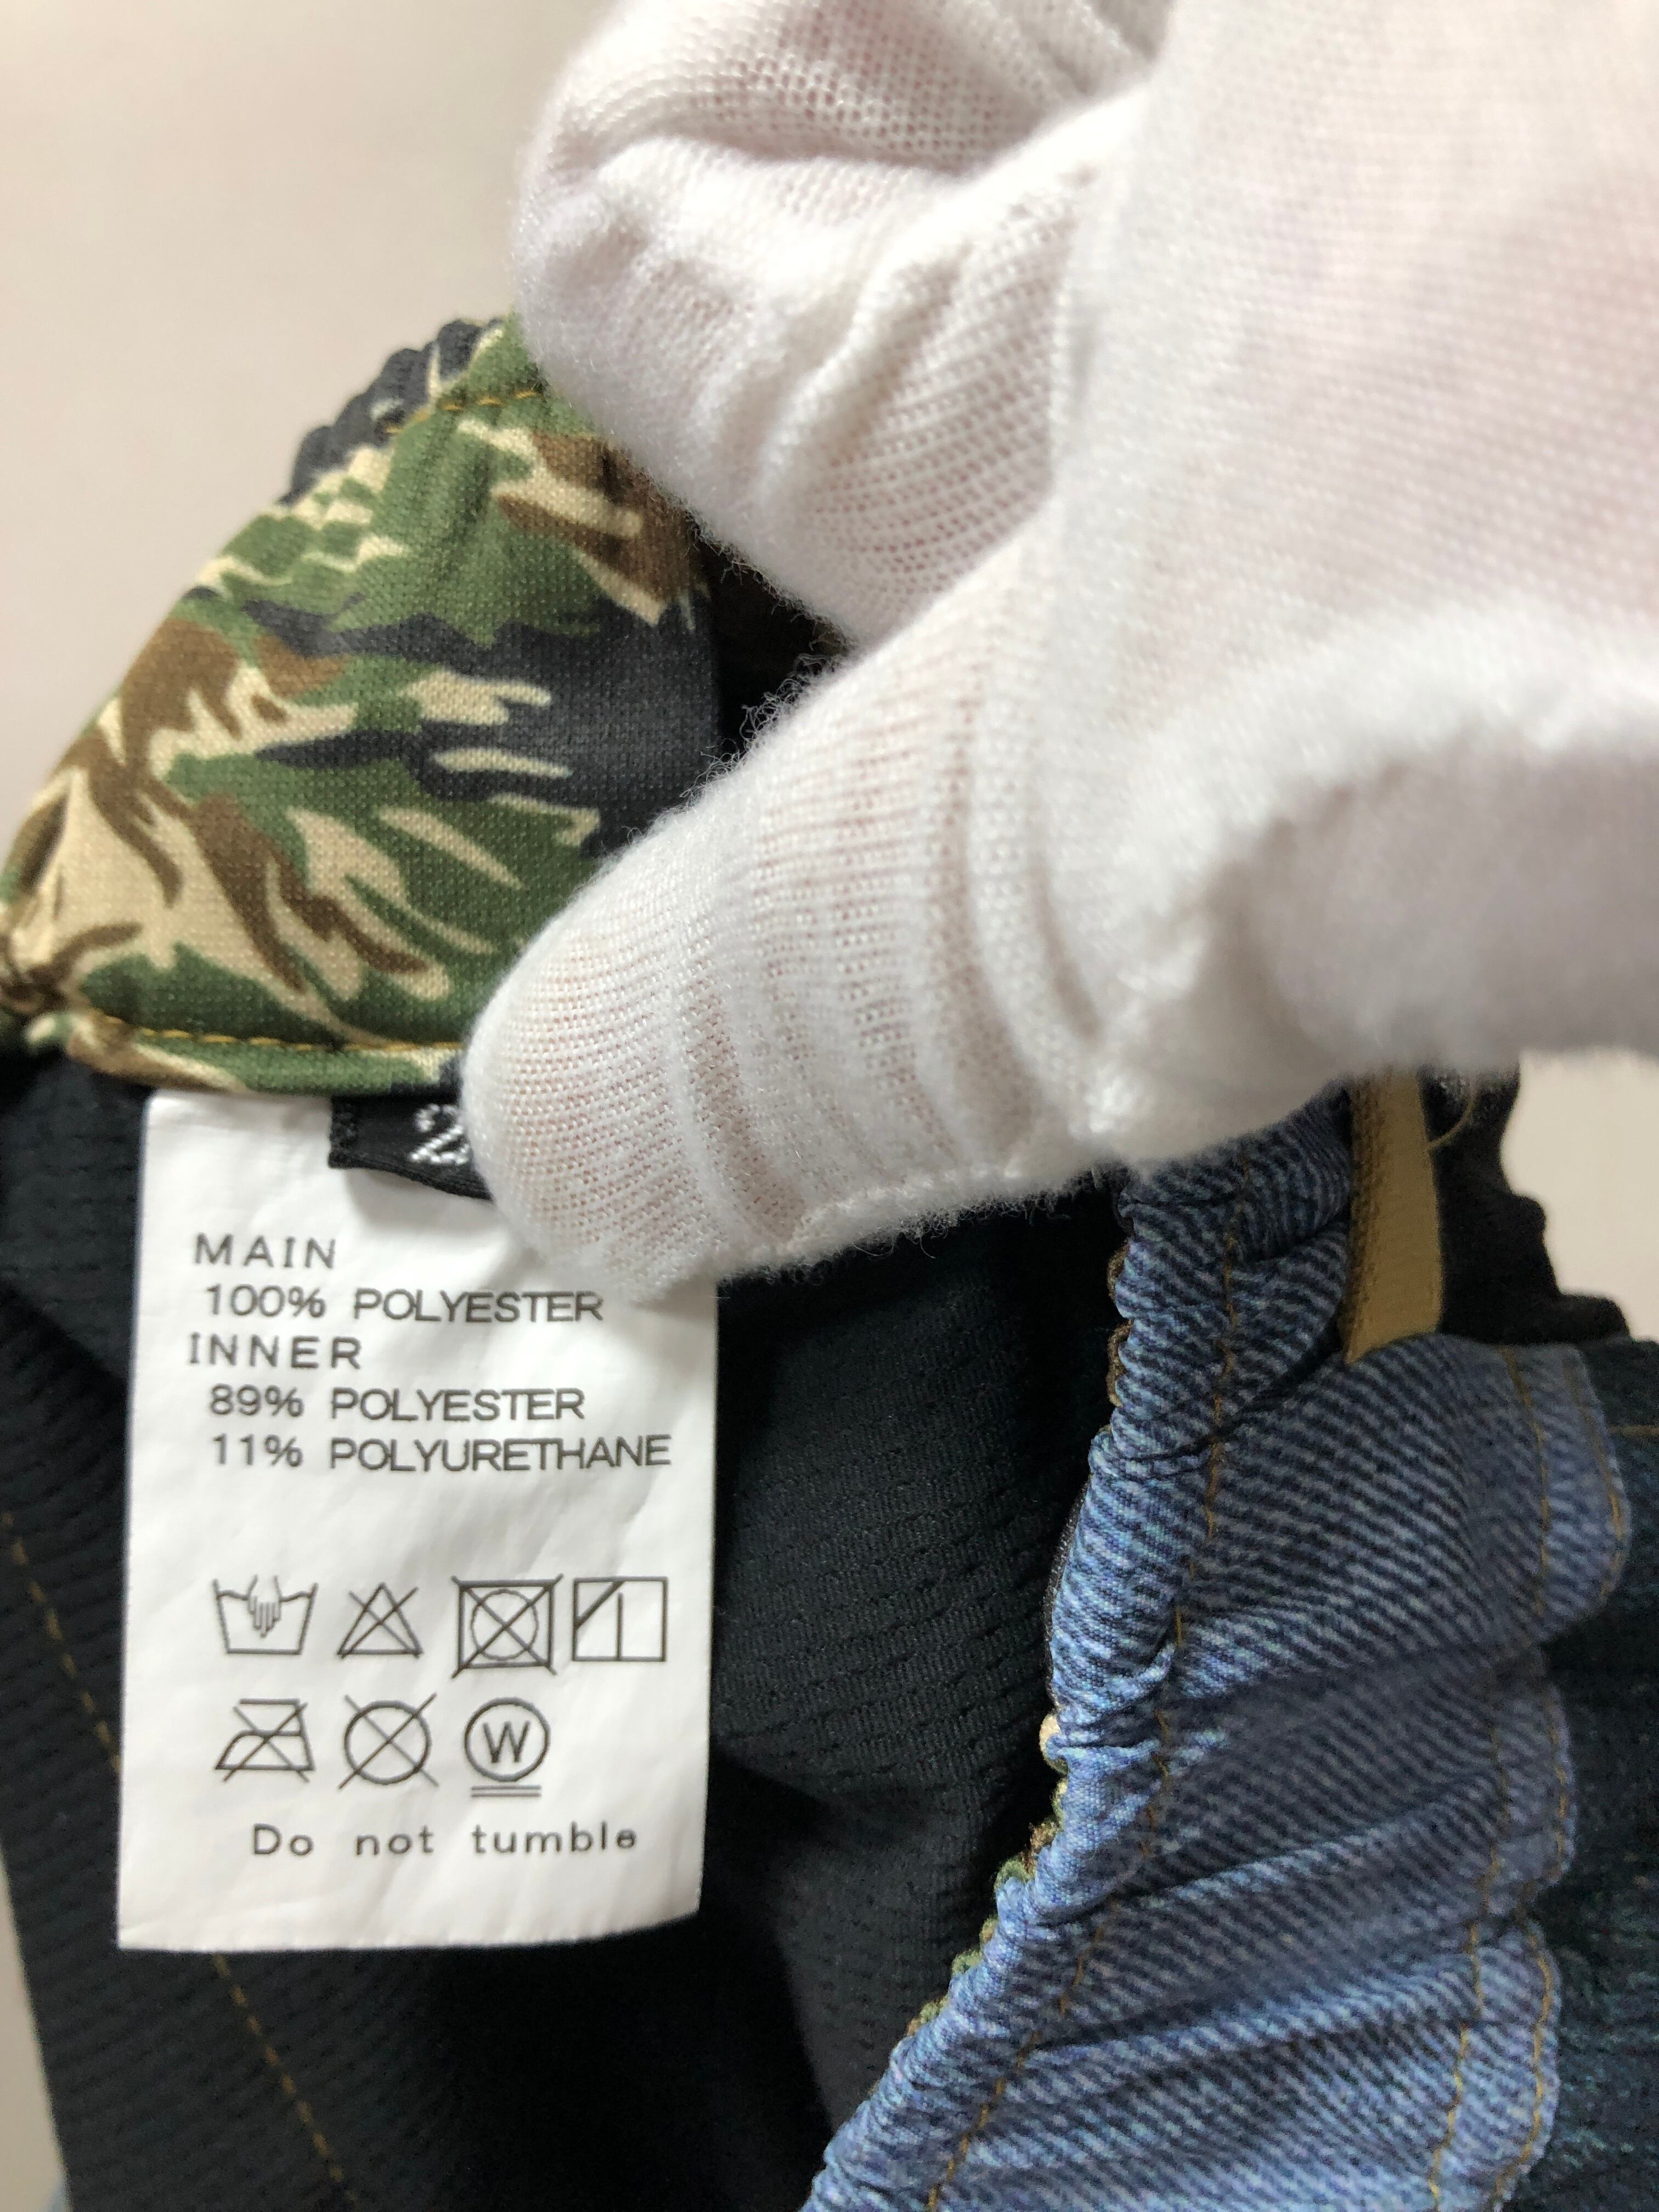 MAIN
100% POLYESTER
INNER
89% POLYESTER
11% POLYURETHANE
W
Do not tumble